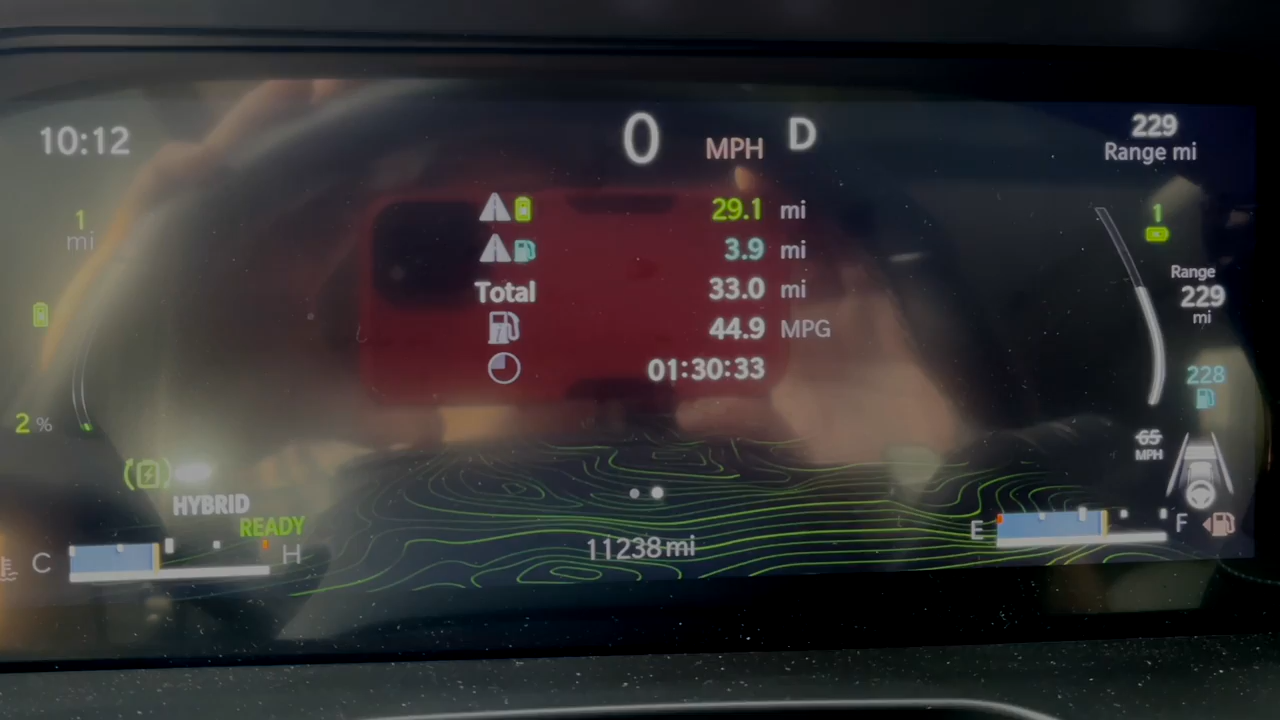 10:12
0 MPH D
229
Range mi
1
mi
29.1 mi
3.9 mi
Total 33.0 mi
44.9 MPG
01:30:33
1
Range
229
mi
228
2 %
65
MPH
HYBRID
READY
11238 mi
C H
E F